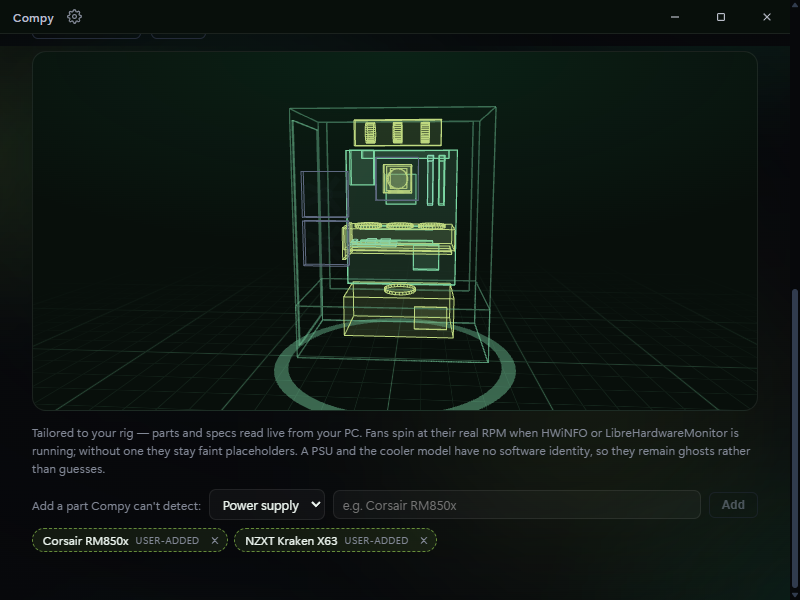 Compy
Tailored to your rig — parts and specs read live from your PC. Fans spin at their real RPM when HWiNFO or LibreHardwareMonitor is
running; without one they stay faint placeholders. A PSU and the cooler model have no software identity, so they remain ghosts rather
than guesses.
Add a part Compy can't detect: Power supply e.g. Corsair RM850x Add
Corsair RM850x USER-ADDED × NZXT Kraken X63 USER-ADDED ×